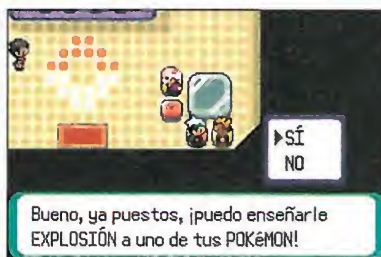 SÍ
NO
Bueno, ya puestos, ¡puedo enseñarle
EXPLOSIÓN a uno de tus POKéMON!